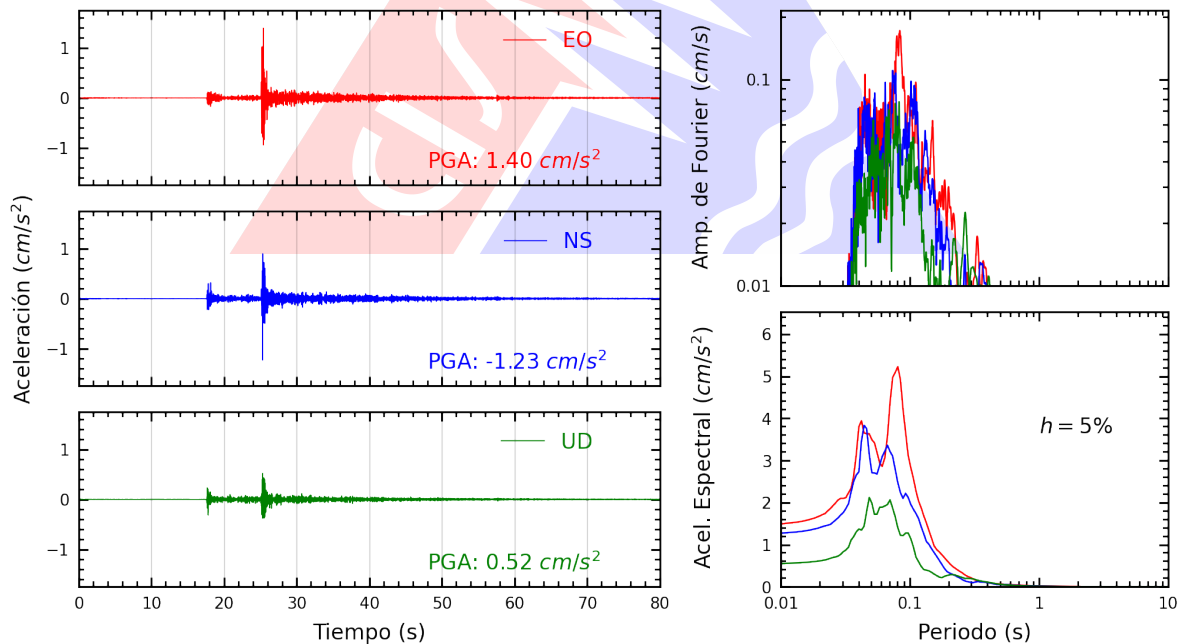 EO
1
0
−1
PGA: 1.40 cm/s²
NS
1
0
−1
PGA: -1.23 cm/s²
UD
1
0
−1
PGA: 0.52 cm/s²
0 10 20 30 40 50 60 70 80
Tiempo (s)
Aceleración (cm/s²)
Amp. de Fourier (cm/s)
0.1
0.01
Acel. Espectral (cm/s²)
6
5
4
3
2
1
0
h = 5%
0.01 0.1 1 10
Periodo (s)